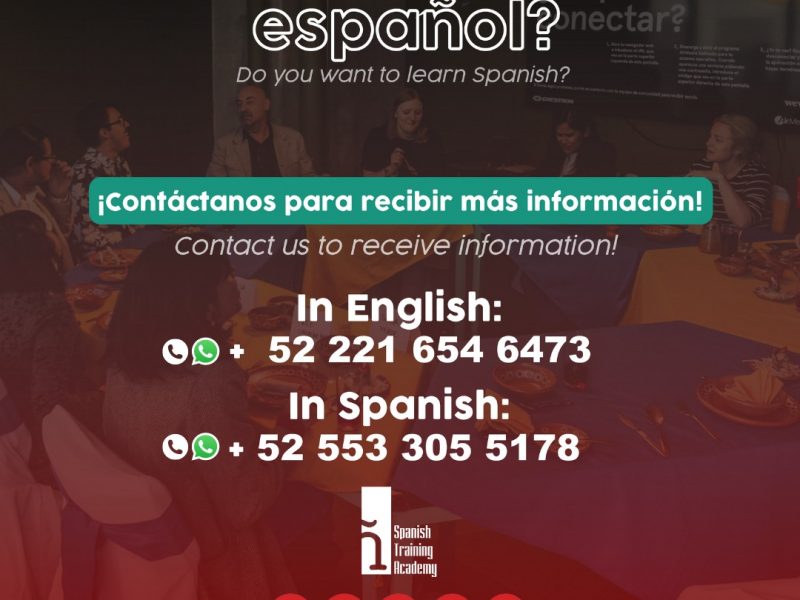 español?
onectar?
Do you want to learn Spanish?
¡Contáctanos para recibir más información!
Contact us to receive information!
In English:
+ 52 221 654 6473
In Spanish:
+ 52 553 305 5178
Spanish
Training
Academy